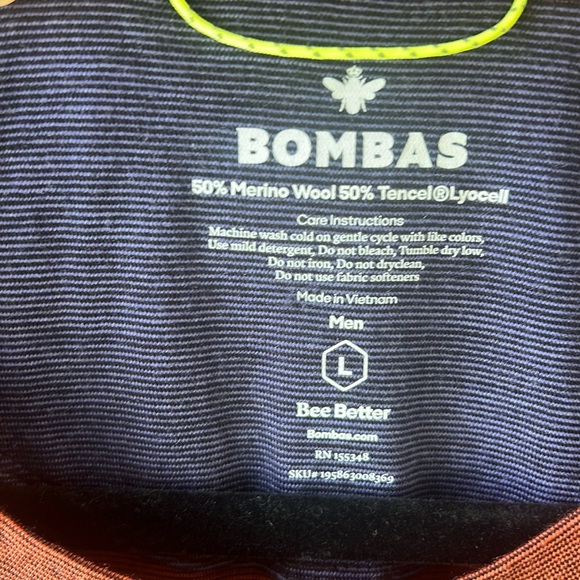 BOMBAS
50% Merino Wool 50% Tencel®Lyocell
Care Instructions
Machine wash cold on gentle cycle with like colors,
Use mild detergent, Do not bleach, Tumble dry low,
Do not iron, Do not dryclean,
Do not use fabric softeners
Made in Vietnam
Men
L
Bee Better
Bombas.com
RN 155348
SKU# 195863008369